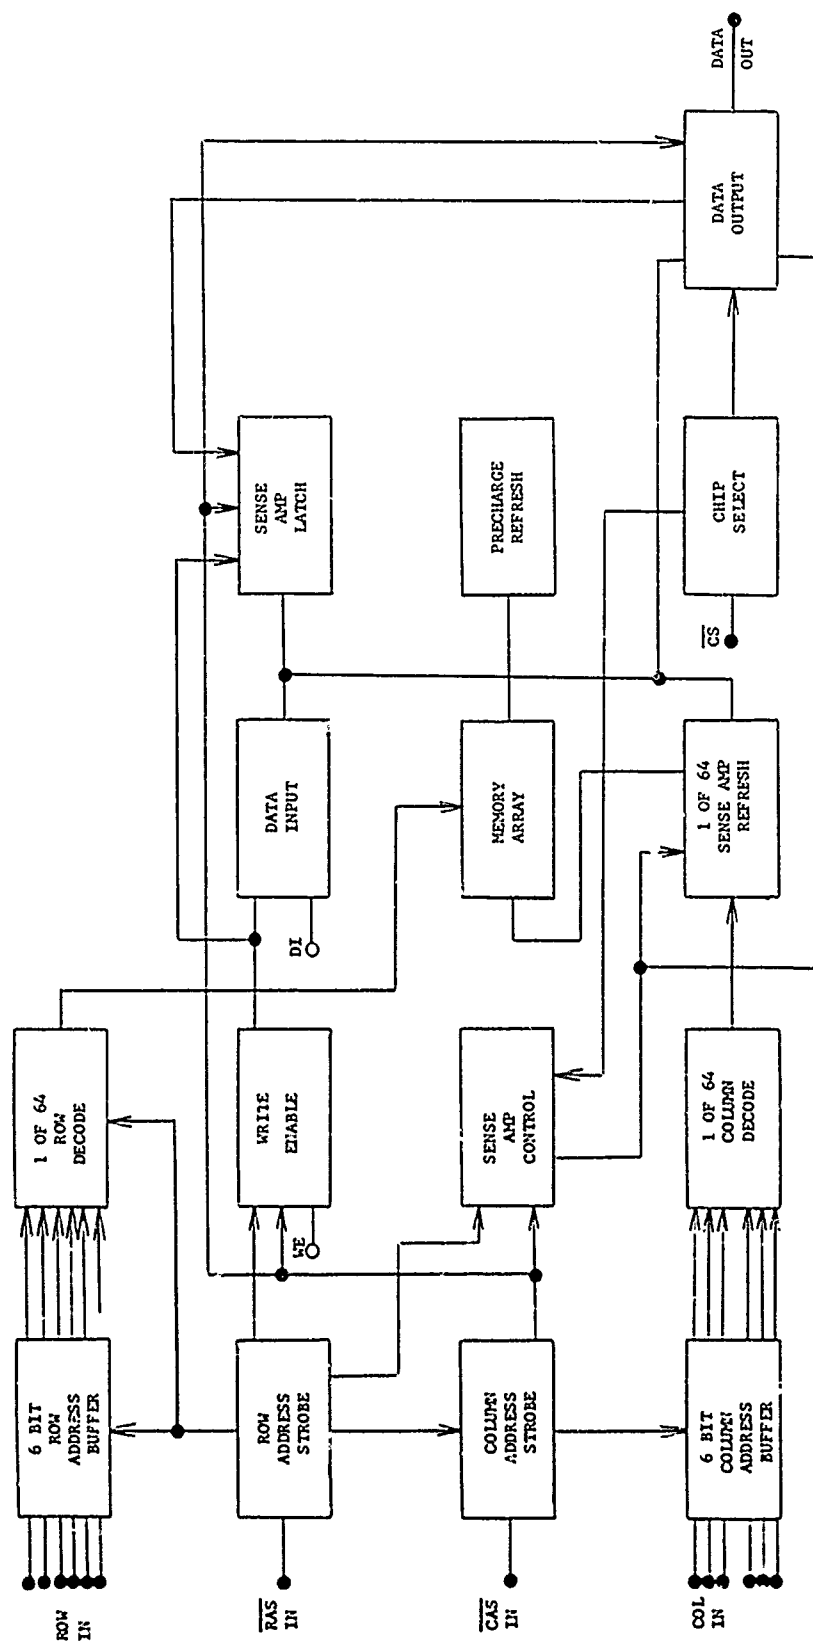 ROW
IN
6 BIT
ROW
ADDRESS
BUFFER
1 OF 64
ROW
DECODE
RAS
IN
ROW
ADDRESS
STROBE
WE
WRITE
ENABLE
DI
DATA
INPUT
SENSE
AMP
LATCH
CAS
IN
COLUMN
ADDRESS
STROBE
SENSE
AMP
CONTROL
MEMORY
ARRAY
PRECHARGE
REFRESH
COL
IN
6 BIT
COLUMN
ADDRESS
BUFFER
1 OF 64
COLUMN
DECODE
1 OF 64
SENSE AMP
REFRESH
CS
CHIP
SELECT
DATA
OUTPUT
DATA
OUT